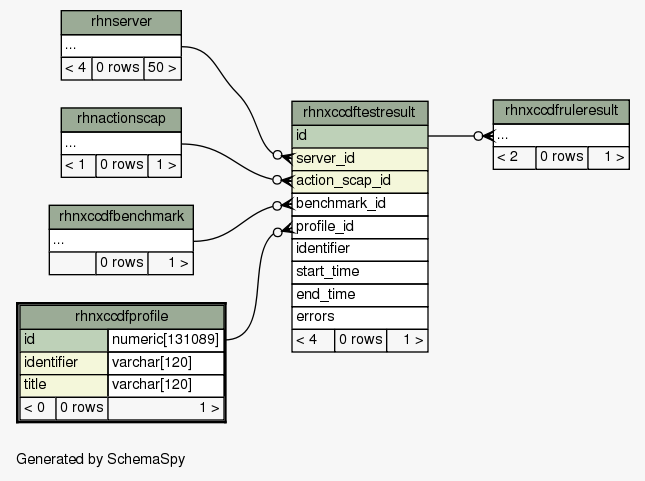 rhnserver
...
< 4 0 rows 50 >
rhnactionscap
...
< 1 0 rows 1 >
rhnxccdfbenchmark
...
0 rows 1 >
rhnxccdfprofile
id numeric[131089]
identifier varchar[120]
title varchar[120]
< 0 0 rows 1 >
rhnxccdftestresult
id
server_id
action_scap_id
benchmark_id
profile_id
identifier
start_time
end_time
errors
< 4 0 rows 1 >
rhnxccdfruleresult
...
< 2 0 rows 1 >
Generated by SchemaSpy